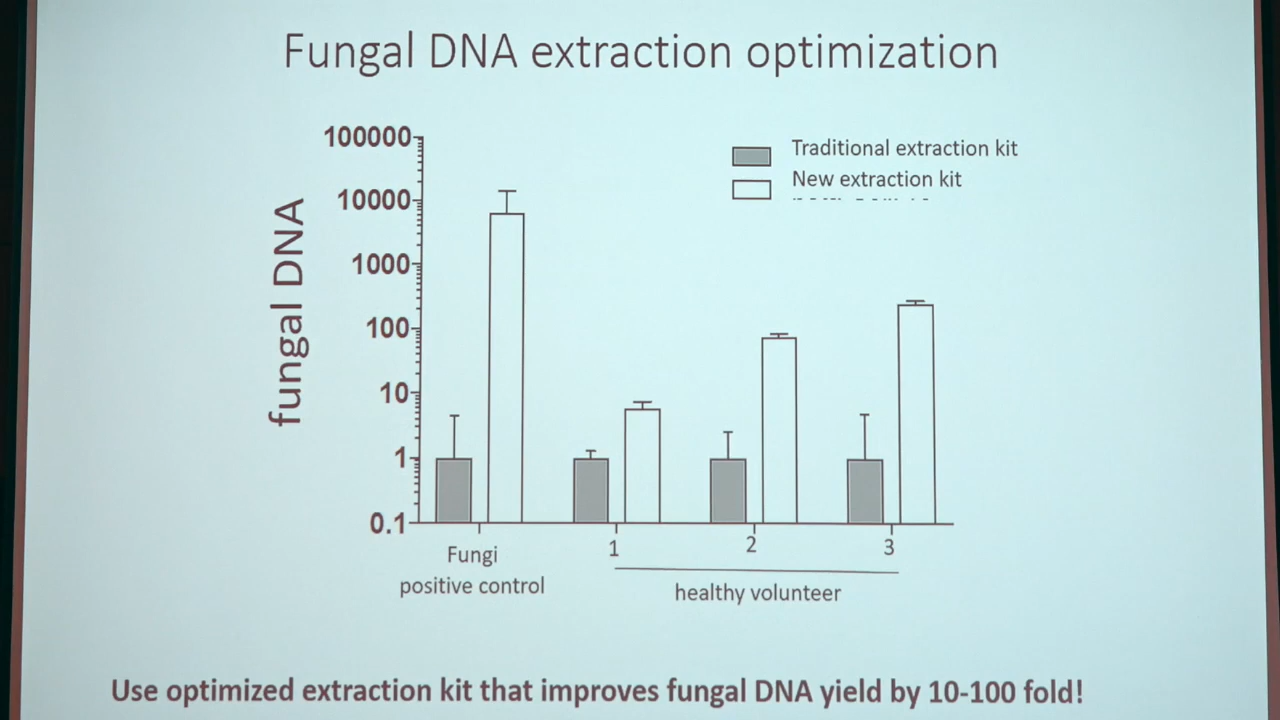 Fungal DNA extraction optimization
fungal DNA
100000
10000
1000
100
10
1
0.1
Traditional extraction kit
New extraction kit
Fungi
positive control
1
2
3
healthy volunteer
Use optimized extraction kit that improves fungal DNA yield by 10-100 fold!